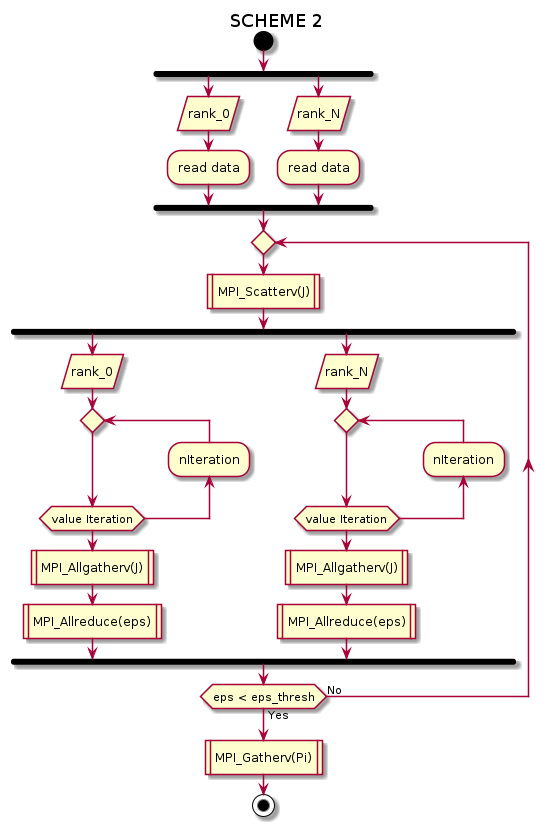 SCHEME 2
rank_0
rank_N
read data
read data
MPI_Scatterv(J)
rank_0
rank_N
nIteration
nIteration
value Iteration
value Iteration
MPI_Allgatherv(J)
MPI_Allgatherv(J)
MPI_Allreduce(eps)
MPI_Allreduce(eps)
eps < eps_thresh
No
Yes
MPI_Gatherv(Pi)